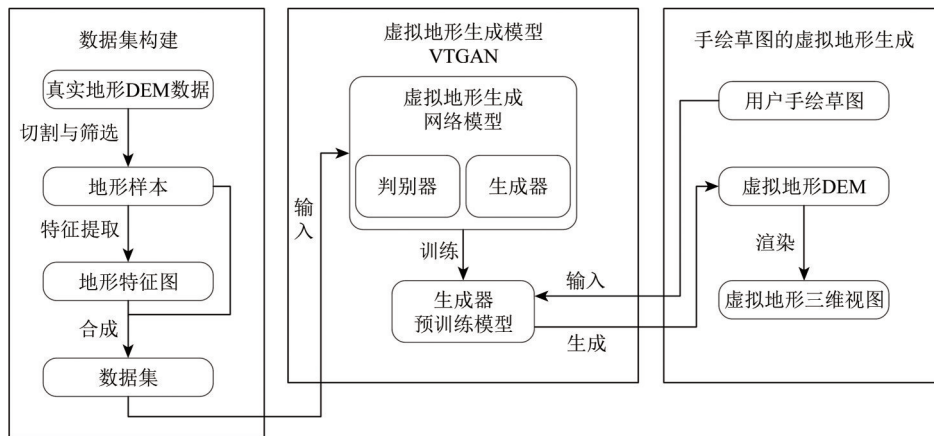 数据集构建
真实地形DEM数据
切割与筛选
地形样本
特征提取
地形特征图
合成
数据集
输
入
虚拟地形生成模型
VTGAN
虚拟地形生成
网络模型
判别器
生成器
训练
生成器
预训练模型
输入
生成
手绘草图的虚拟地形生成
用户手绘草图
虚拟地形DEM
渲染
虚拟地形三维视图